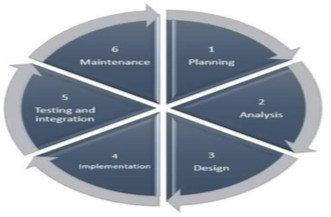 1
Planning
2
Analysis
3
Design
4
Implementation
5
Testing and
integration
6
Maintenance